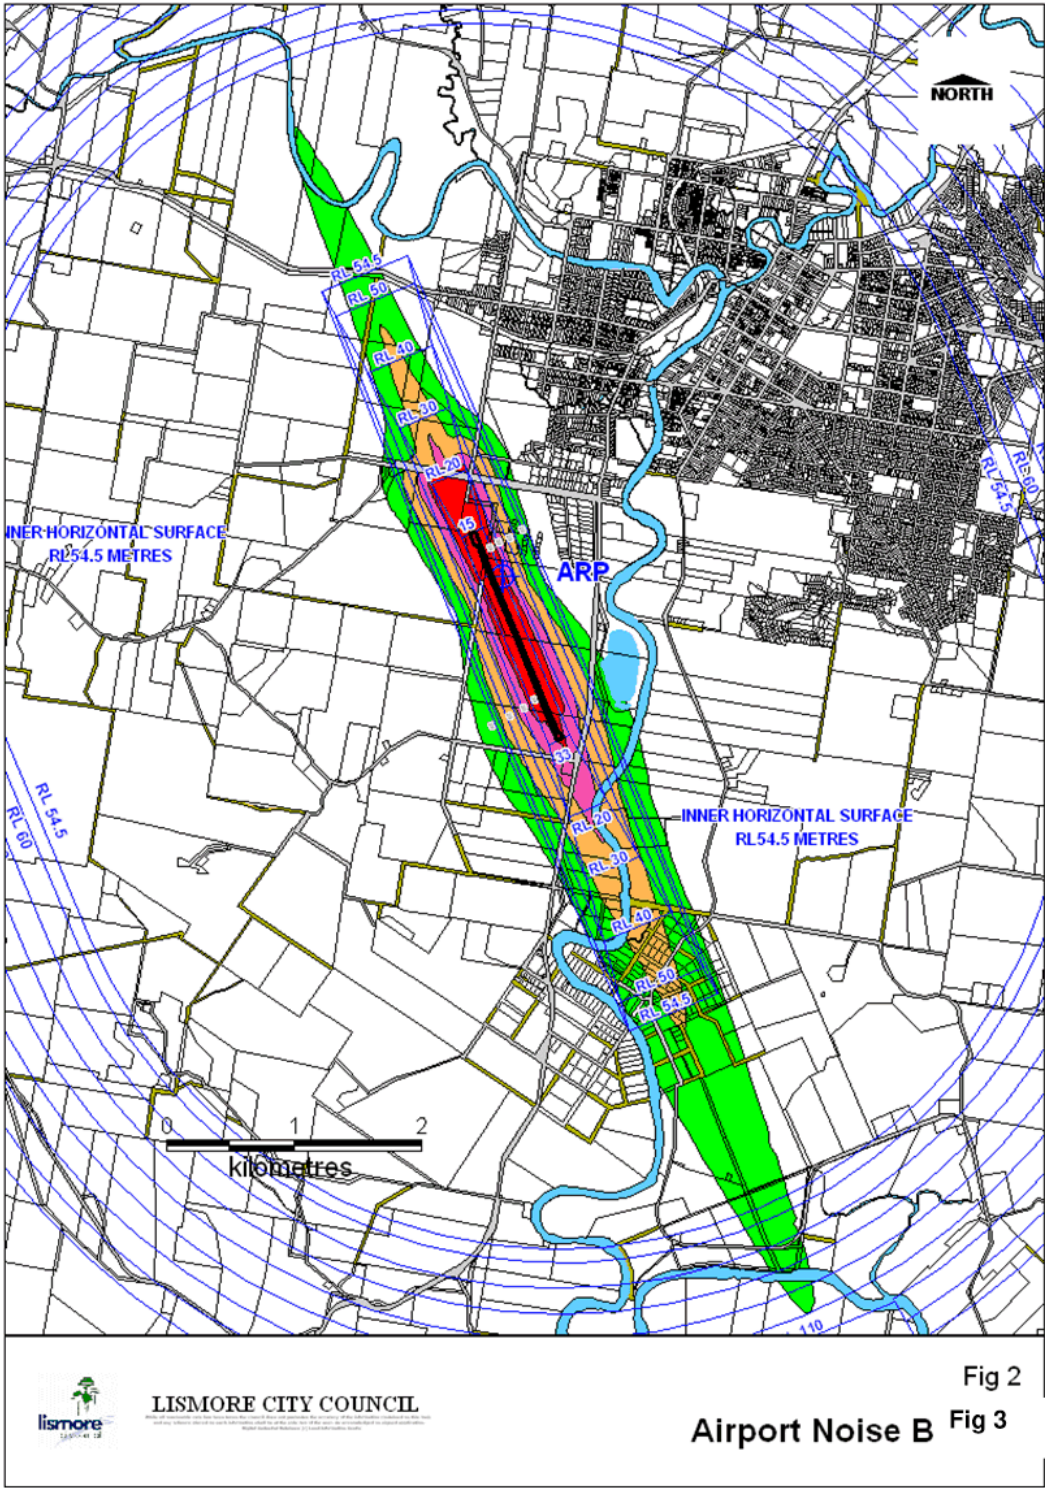 NORTH
RL 54.5
RL 50
RL 40
RL 30
RL 20
15
ARP
NNER HORIZONTAL SURFACE
RL54.5 METRES
RL 60
RL 54.5
33
RL 54.5
RL 60
INNER HORIZONTAL SURFACE
RL54.5 METRES
RL 20
RL 30
RL 40
RL 50
RL 54.5
0 1 2
kilometres
110
Fig 2
LISMORE CITY COUNCIL
lismore
Airport Noise B Fig 3